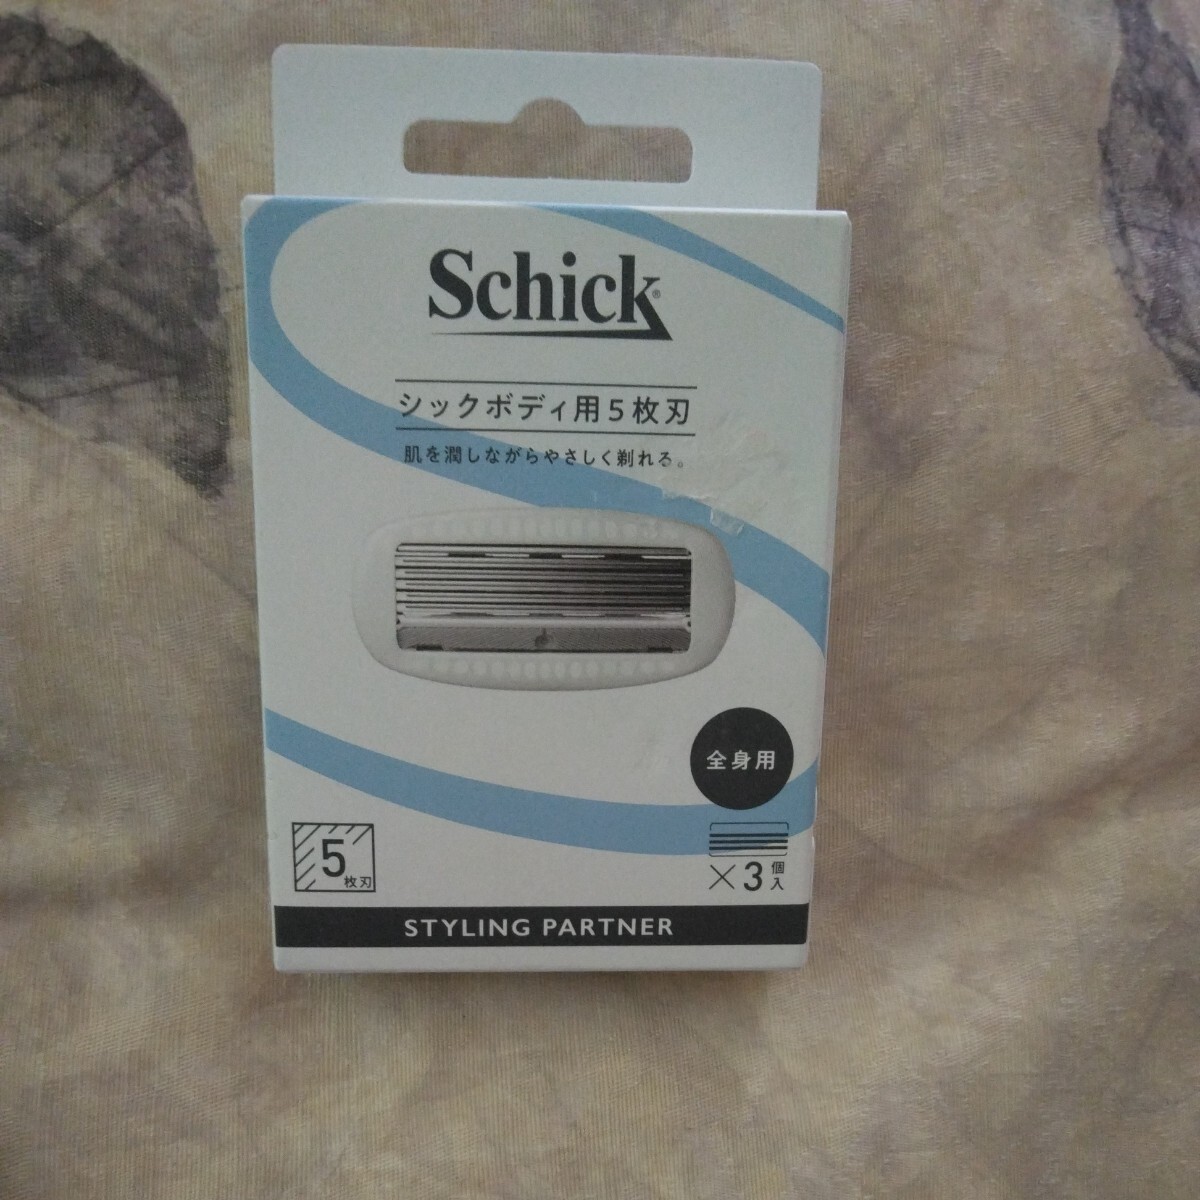 Schick®
シックボディ用5枚刃
肌を潤しながらやさしく剃れる。
全身用
5枚刃
×3個入
STYLING PARTNER